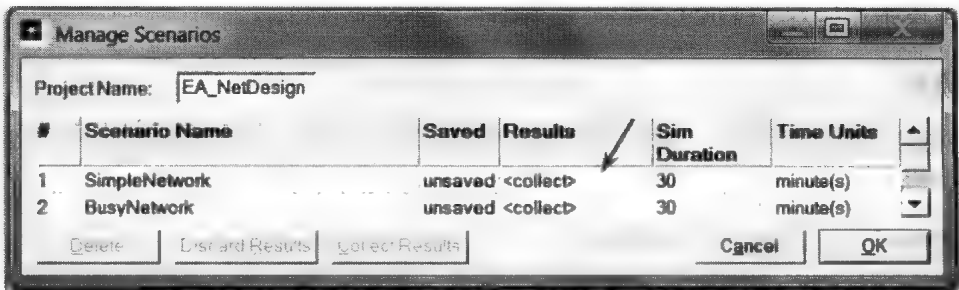 Manage Scenarios
Project Name: EA_NetDesign
# Scenario Name Saved Results Sim Duration Time Units
1 SimpleNetwork unsaved <collect> 30 minute(s)
2 BusyNetwork unsaved <collect> 30 minute(s)
Delete Discard Results Collect Results Cancel OK